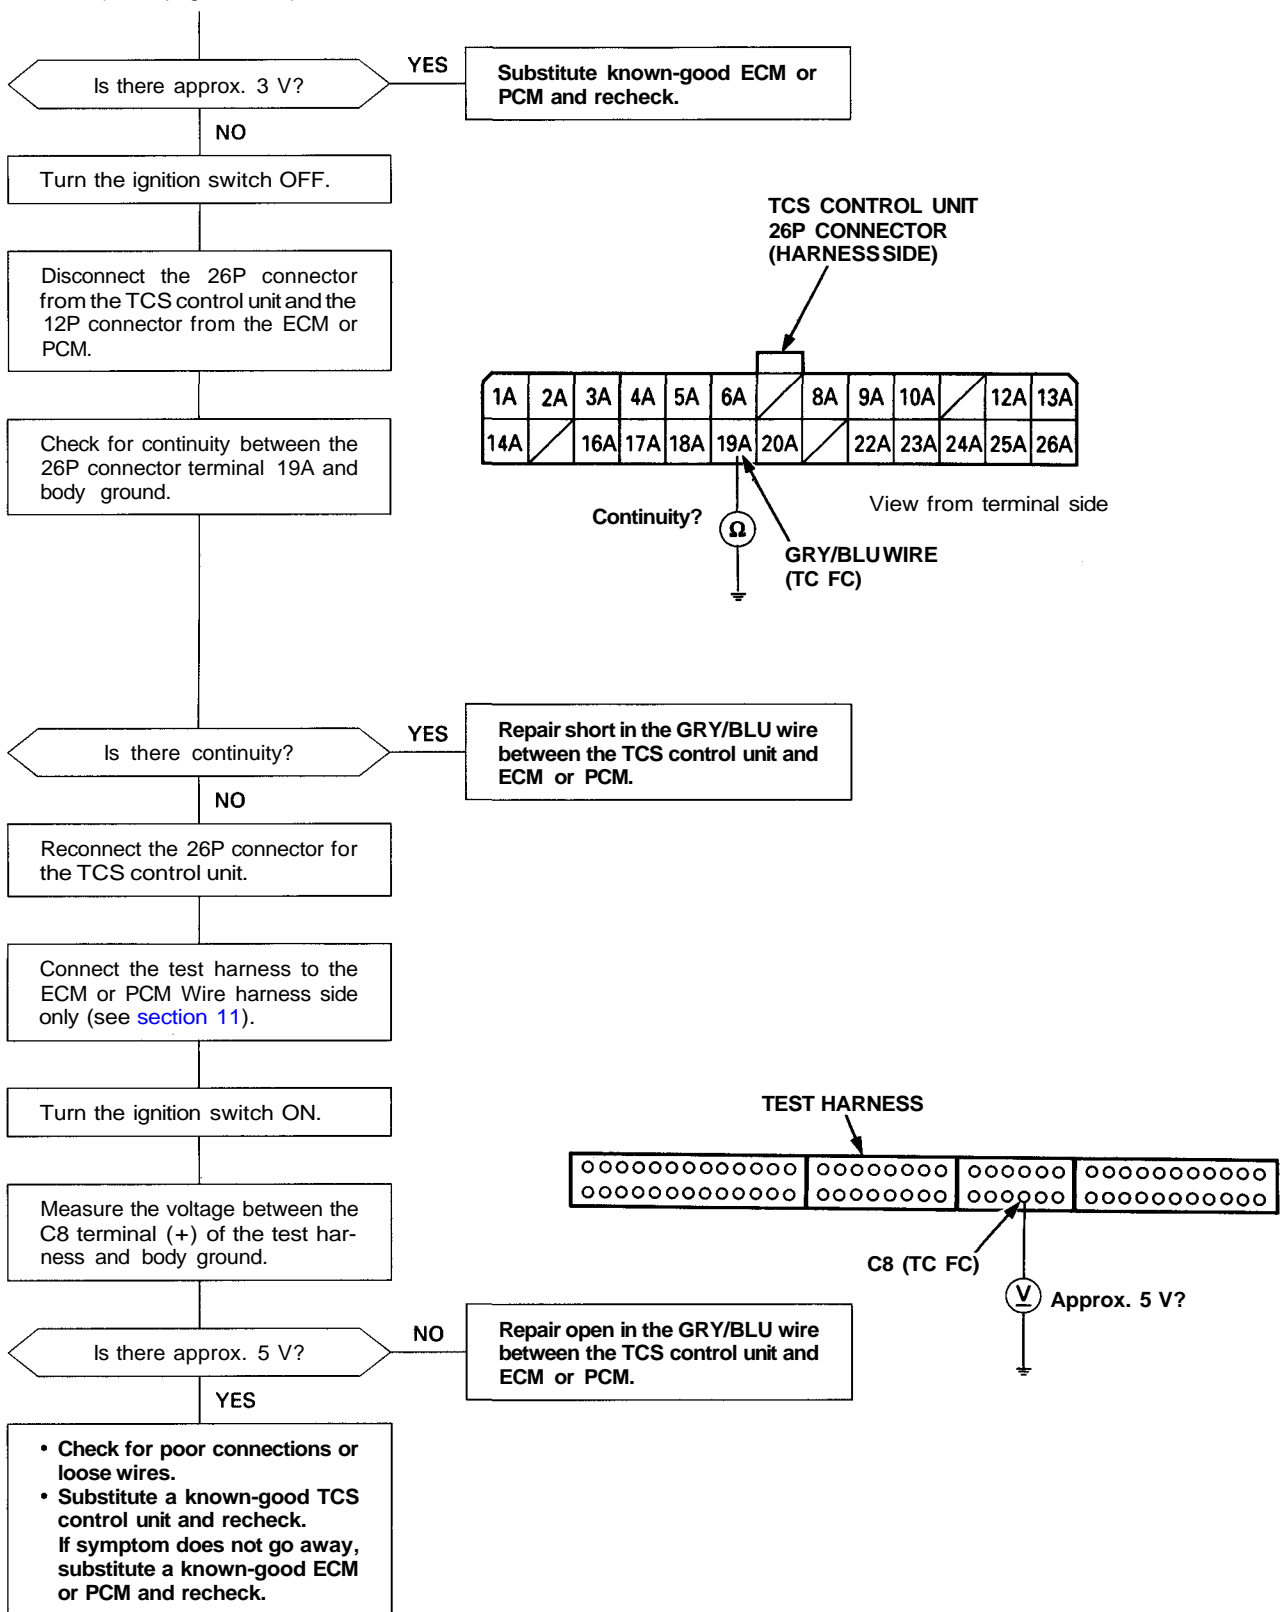 Is there approx. 3 V?
YES
Substitute known-good ECM or
PCM and recheck.
NO
Turn the ignition switch OFF.
Disconnect the 26P connector
from the TCS control unit and the
12P connector from the ECM or
PCM.
TCS CONTROL UNIT
26P CONNECTOR
(HARNESS SIDE)
1A 2A 3A 4A 5A 6A 8A 9A 10A 12A 13A
14A 16A 17A 18A 19A 20A 22A 23A 24A 25A 26A
Check for continuity between the
26P connector terminal 19A and
body ground.
View from terminal side
Continuity?
Ω
GRY/BLU WIRE
(TC FC)
Is there continuity?
YES
Repair short in the GRY/BLU wire
between the TCS control unit and
ECM or PCM.
NO
Reconnect the 26P connector for
the TCS control unit.
Connect the test harness to the
ECM or PCM Wire harness side
only (see section 11).
Turn the ignition switch ON.
TEST HARNESS
Measure the voltage between the
C8 terminal (+) of the test har-
ness and body ground.
C8 (TC FC)
V
Approx. 5 V?
Is there approx. 5 V?
NO
Repair open in the GRY/BLU wire
between the TCS control unit and
ECM or PCM.
YES
• Check for poor connections or
loose wires.
• Substitute a known-good TCS
control unit and recheck.
If symptom does not go away,
substitute a known-good ECM
or PCM and recheck.